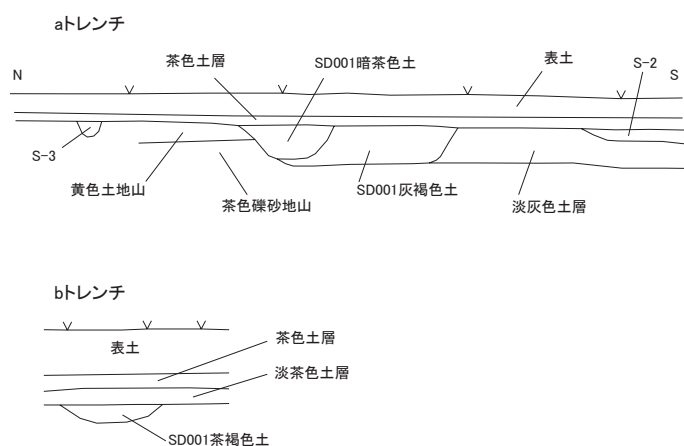 aトレンチ
N
茶色土層
SD001暗茶色土
表土
S-2
S
S-3
黄色土地山
茶色礫砂地山
SD001灰褐色土
淡灰色土層
bトレンチ
表土
茶色土層
淡茶色土層
SD001茶褐色土